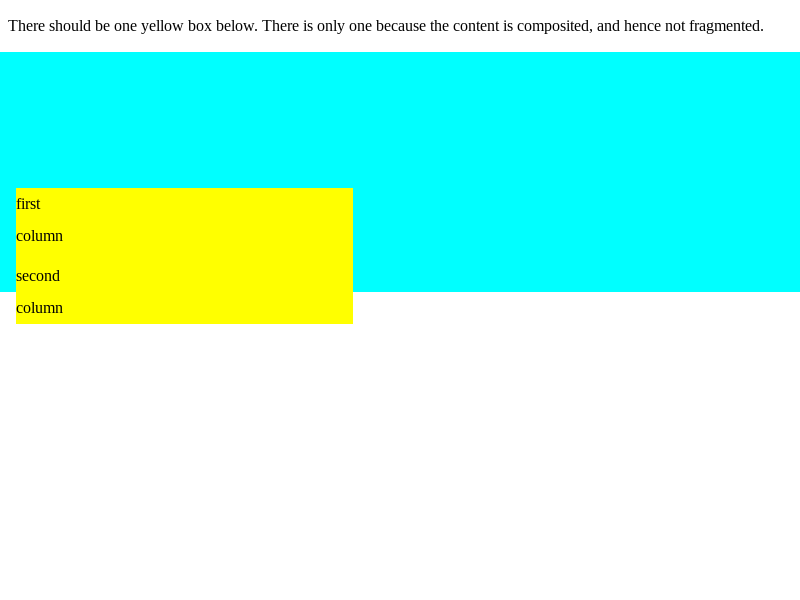 There should be one yellow box below. There is only one because the content is composited, and hence not fragmented.
first
column
second
column